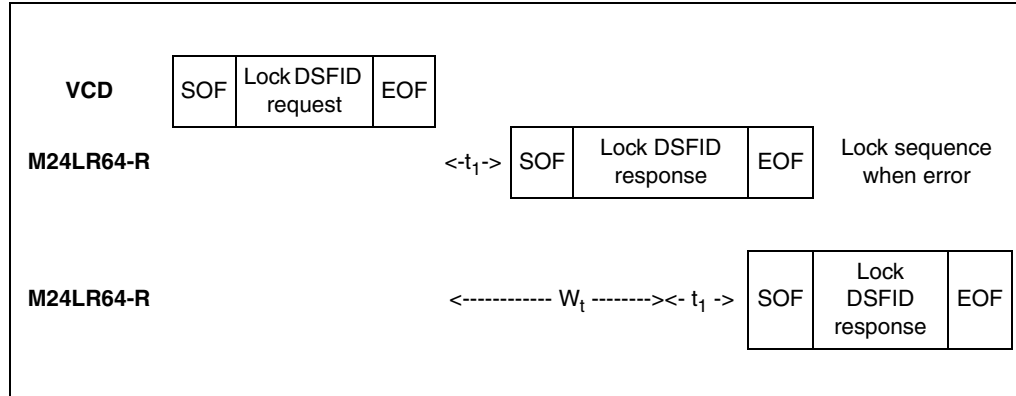 VCD
SOF
Lock DSFID
request
EOF
M24LR64-R
<-t1->
SOF
Lock DSFID
response
EOF
Lock sequence
when error
M24LR64-R
<------------ Wt --------><- t1 ->
SOF
Lock
DSFID
response
EOF